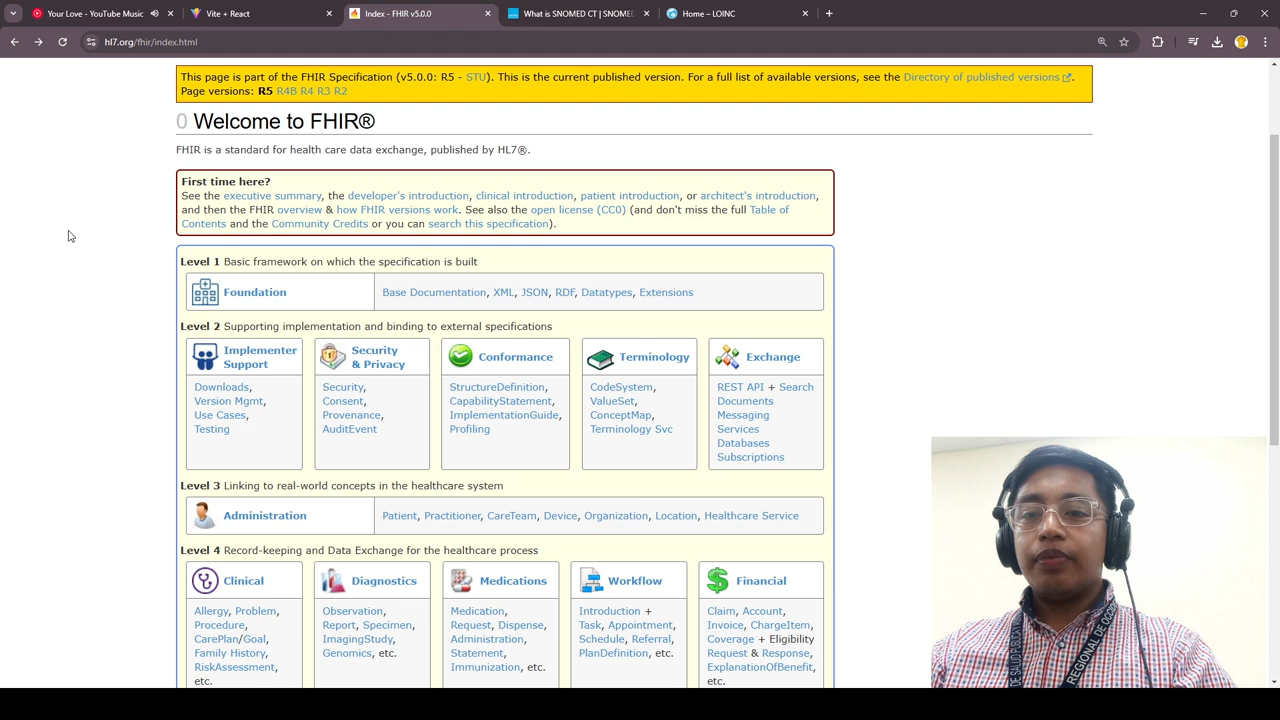 Your Love - YouTube Music
Vite + React
Index - FHIR v5.0.0
What is SNOMED CT | SNOMED
Home – LOINC
hl7.org/fhir/index.html
This page is part of the FHIR Specification (v5.0.0: R5 - STU). This is the current published version. For a full list of available versions, see the Directory of published versions.
Page versions: R5 R4B R4 R3 R2
0 Welcome to FHIR®
FHIR is a standard for health care data exchange, published by HL7®.
First time here?
See the executive summary, the developer's introduction, clinical introduction, patient introduction, or architect's introduction,
and then the FHIR overview & how FHIR versions work. See also the open license (CC0) (and don't miss the full Table of
Contents and the Community Credits or you can search this specification).
Level 1 Basic framework on which the specification is built
Foundation
Base Documentation, XML, JSON, RDF, Datatypes, Extensions
Level 2 Supporting implementation and binding to external specifications
Implementer
Support
Downloads,
Version Mgmt,
Use Cases,
Testing
Security
& Privacy
Security,
Consent,
Provenance,
AuditEvent
Conformance
StructureDefinition,
CapabilityStatement,
ImplementationGuide,
Profiling
Terminology
CodeSystem,
ValueSet,
ConceptMap,
Terminology Svc
Exchange
REST API + Search
Documents
Messaging
Services
Databases
Subscriptions
Level 3 Linking to real-world concepts in the healthcare system
Administration
Patient, Practitioner, CareTeam, Device, Organization, Location, Healthcare Service
Level 4 Record-keeping and Data Exchange for the healthcare process
Clinical
Allergy, Problem,
Procedure,
CarePlan/Goal,
Family History,
RiskAssessment,
etc.
Diagnostics
Observation,
Report, Specimen,
ImagingStudy,
Genomics, etc.
Medications
Medication,
Request, Dispense,
Administration,
Statement,
Immunization, etc.
Workflow
Introduction +
Task, Appointment,
Schedule, Referral,
PlanDefinition, etc.
Financial
Claim, Account,
Invoice, ChargeItem,
Coverage + Eligibility
Request & Response,
ExplanationOfBenefit,
etc.
DE SALUD PUBLICA
REGIONAL DE